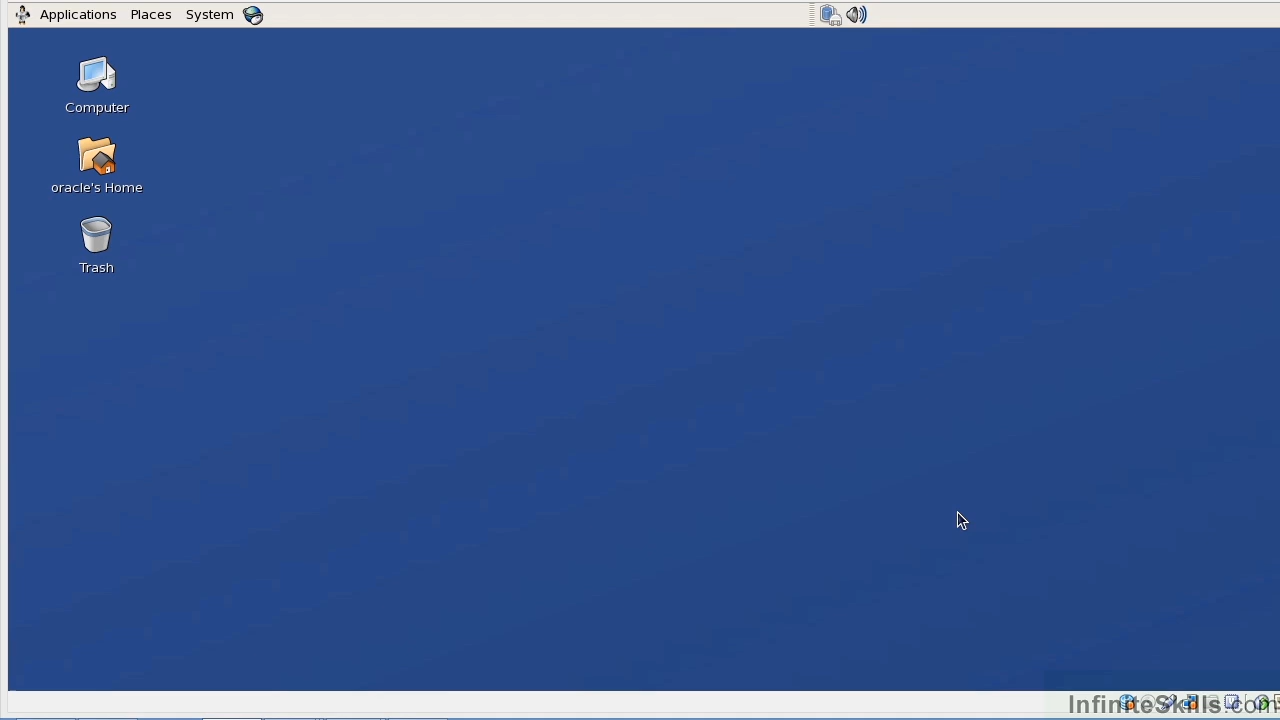 Applications Places System
Computer
oracle's Home
Trash
InfiniteSkills.com